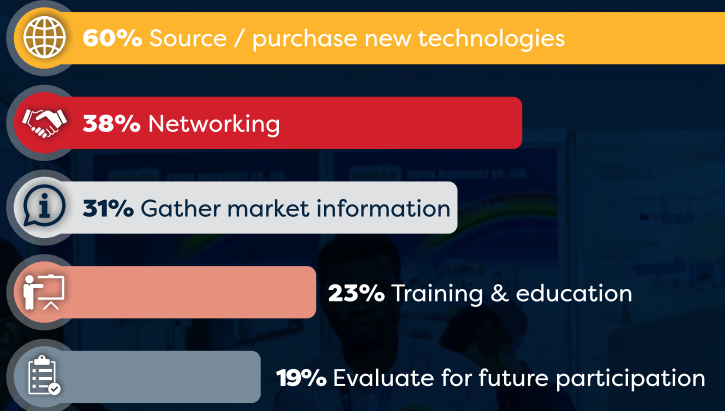 60% Source / purchase new technologies
38% Networking
31% Gather market information
23% Training & education
19% Evaluate for future participation